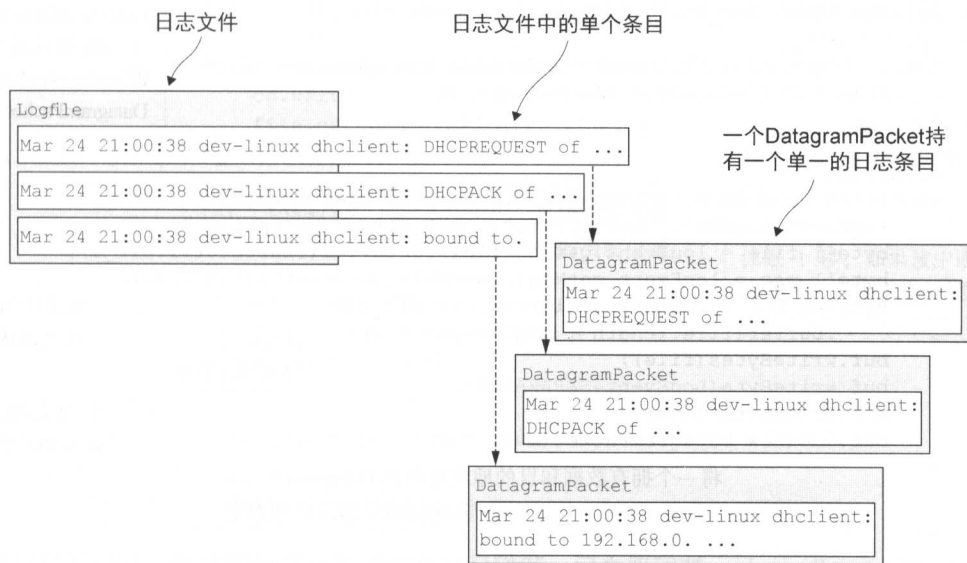 日志文件
日志文件中的单个条目
Logfile
Mar 24 21:00:38 dev-linux dhclient: DHCPREQUEST of ...
Mar 24 21:00:38 dev-linux dhclient: DHCPACK of ...
Mar 24 21:00:38 dev-linux dhclient: bound to.
一个DatagramPacket持
有一个单一的日志条目
DatagramPacket
Mar 24 21:00:38 dev-linux dhclient:
DHCPREQUEST of ...
DatagramPacket
Mar 24 21:00:38 dev-linux dhclient:
DHCPACK of ...
DatagramPacket
Mar 24 21:00:38 dev-linux dhclient:
bound to 192.168.0. ...